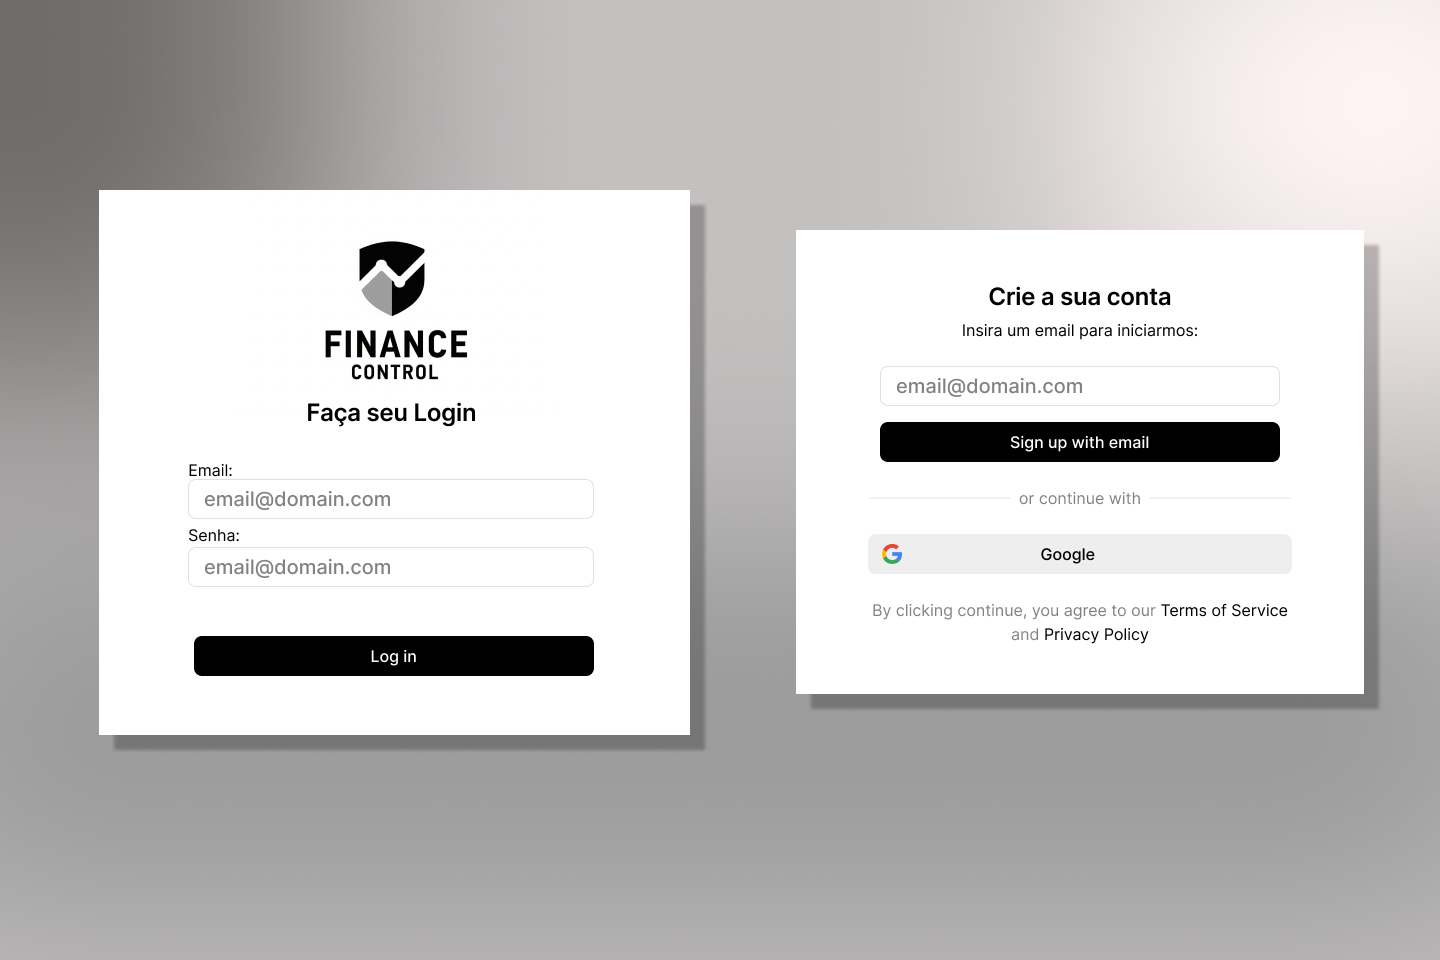 FINANCE
CONTROL
Faça seu Login
Email:
email@domain.com
Senha:
email@domain.com
Log in
Crie a sua conta
Insira um email para iniciarmos:
email@domain.com
Sign up with email
or continue with
Google
By clicking continue, you agree to our Terms of Service
and Privacy Policy